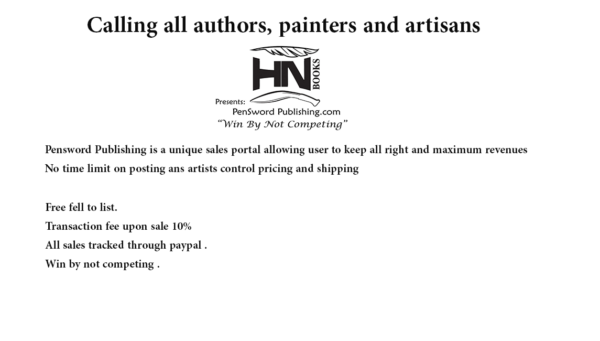 Calling all authors, painters and artisans
HN
BOOKS
Presents:
PenSword Publishing.com
"Win By Not Competing"
Pensword Publishing is a unique sales portal allowing user to keep all right and maximum revenues
No time limit on posting ans artists control pricing and shipping
Free fell to list.
Transaction fee upon sale 10%
All sales tracked through paypal .
Win by not competing .